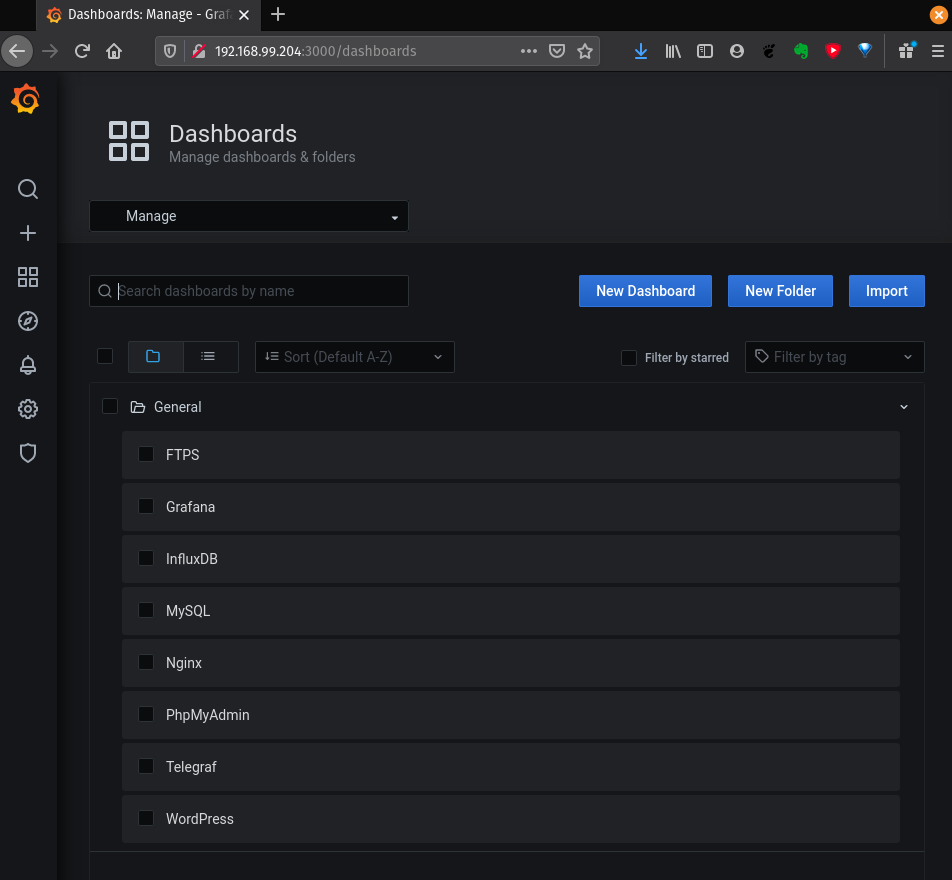 Dashboards: Manage - Graf
192.168.99.204:3000/dashboards
Dashboards
Manage dashboards & folders
Manage
Search dashboards by name
New Dashboard
New Folder
Import
Sort (Default A-Z)
Filter by starred
Filter by tag
General
FTPS
Grafana
InfluxDB
MySQL
Nginx
PhpMyAdmin
Telegraf
WordPress